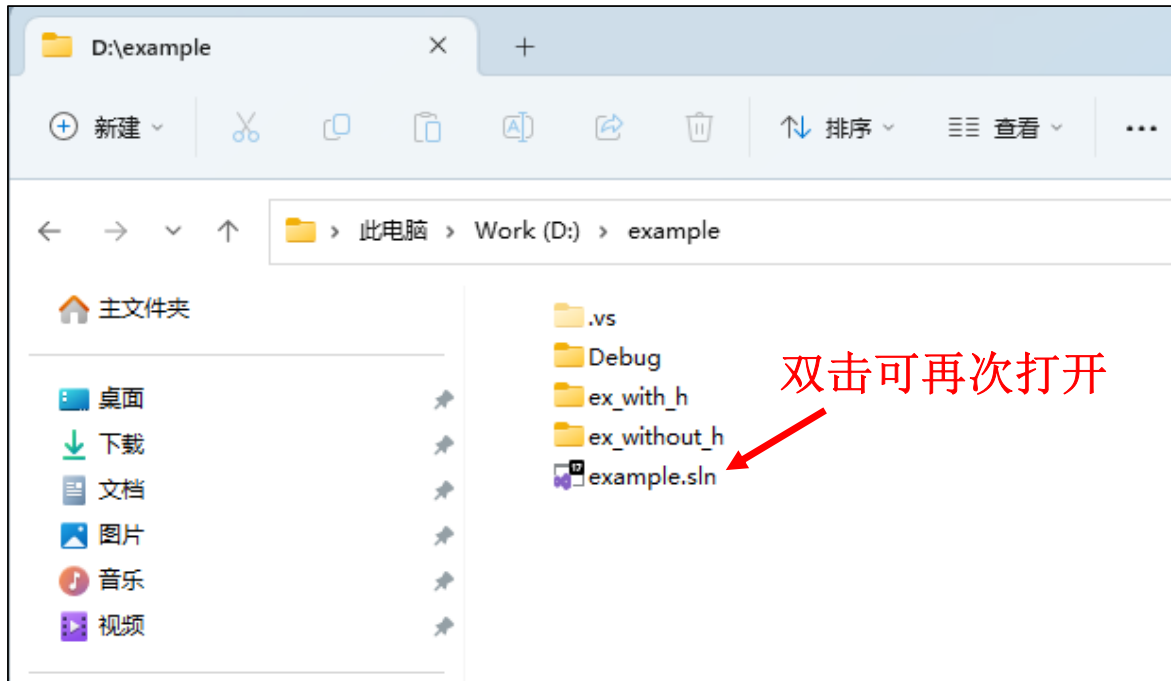 D:\example
新建
排序
查看
此电脑 > Work (D:) > example
主文件夹
桌面
下载
文档
图片
音乐
视频
.vs
Debug
ex_with_h
ex_without_h
example.sln
双击可再次打开